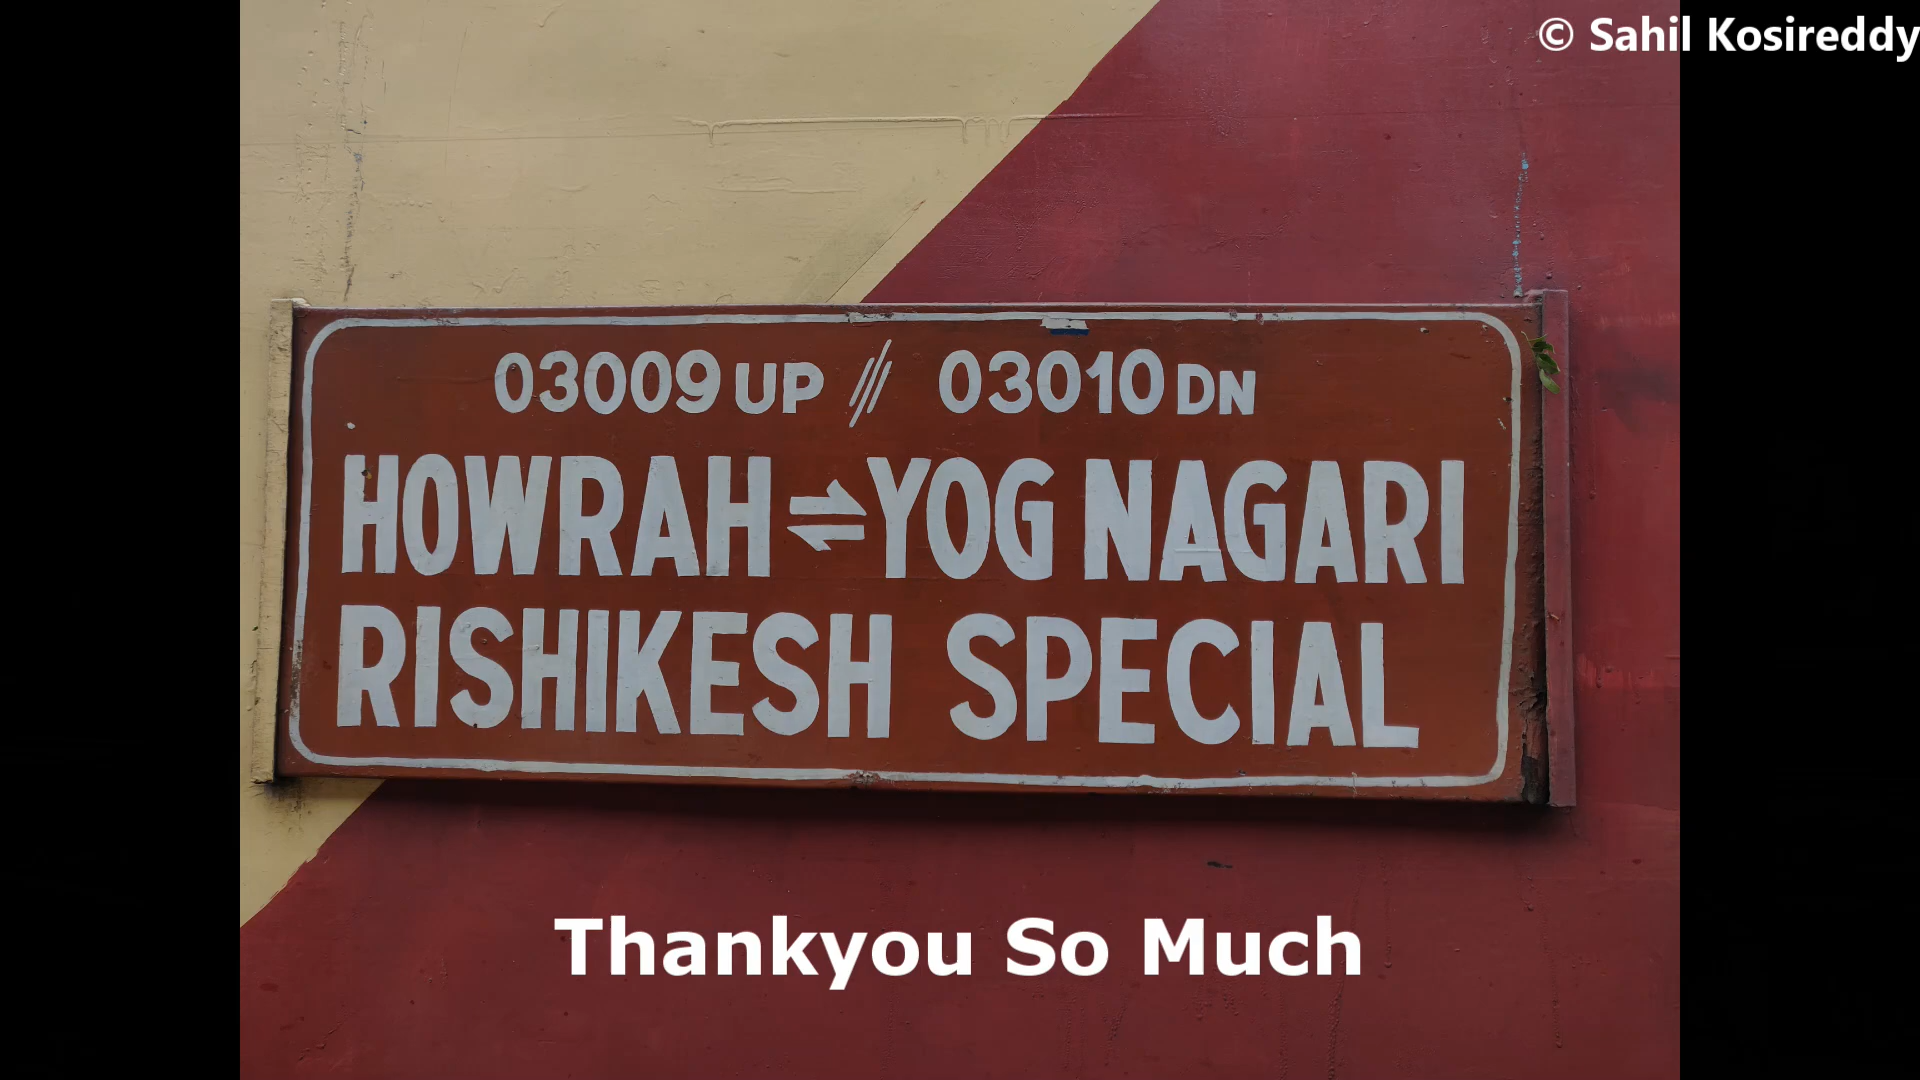 © Sahil Kosireddy
03009 UP // 03010 DN
HOWRAH ⇌ YOG NAGARI
RISHIKESH SPECIAL
Thankyou So Much